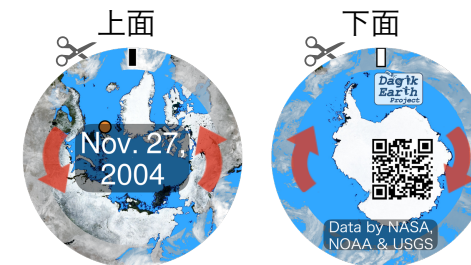 上面
下面
Nov. 27,
2004
Dagik
Earth
Project
Data by NASA,
NOAA & USGS